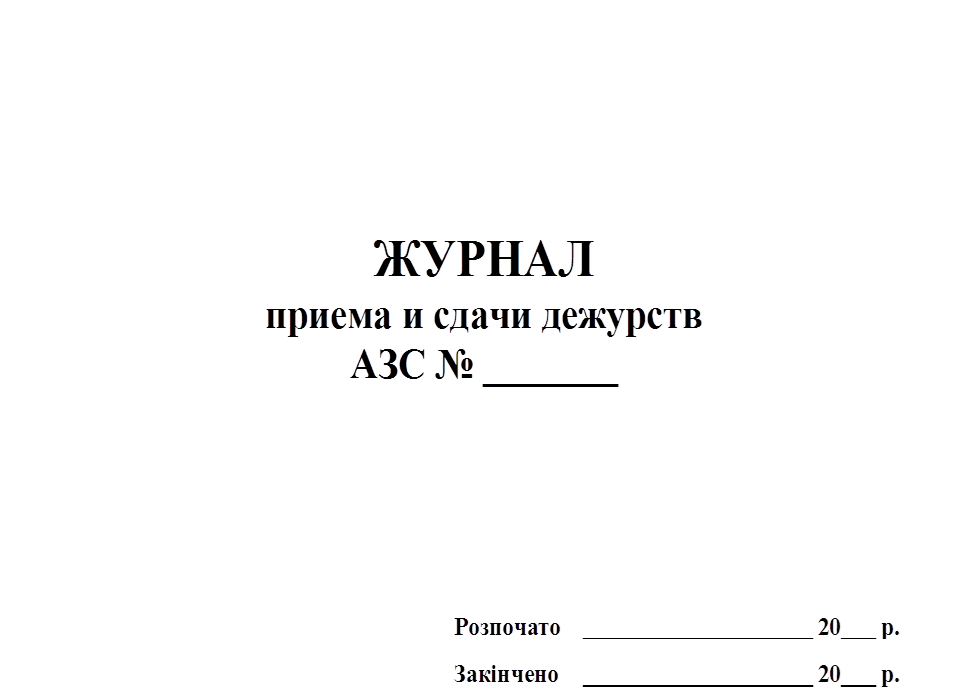 ЖУРНАЛ
приема и сдачи дежурств
АЗС № _______
Розпочато ____________________ 20___ р.
Закінчено ____________________ 20___ р.